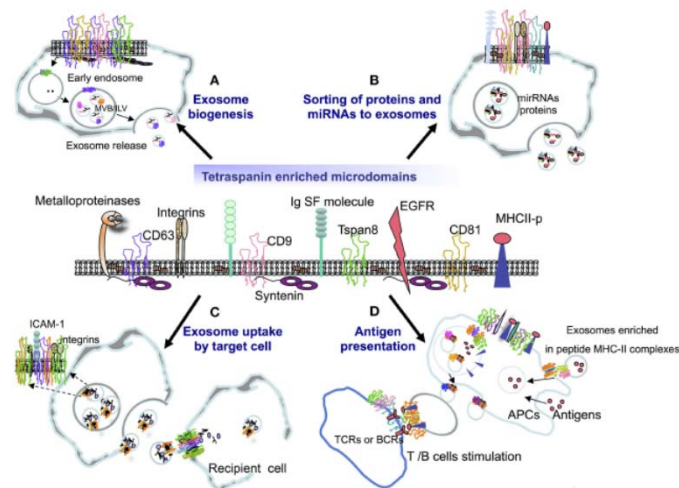 Early endosome
MVB/ILV
Exosome release
A
Exosome
biogenesis
B
Sorting of proteins and
miRNAs to exosomes
mirRNAs
proteins
Tetraspanin enriched microdomains
Metalloproteinases
Integrins
CD63
CD9
Ig SF molecule
Tspan8
EGFR
CD81
MHCII-p
Syntenin
C
Exosome uptake
by target cell
ICAM-1
integrins
Recipient cell
D
Antigen
presentation
Exosomes enriched
in peptide MHC-II complexes
APCs
Antigens
TCRs or BCRs
T /B cells stimulation